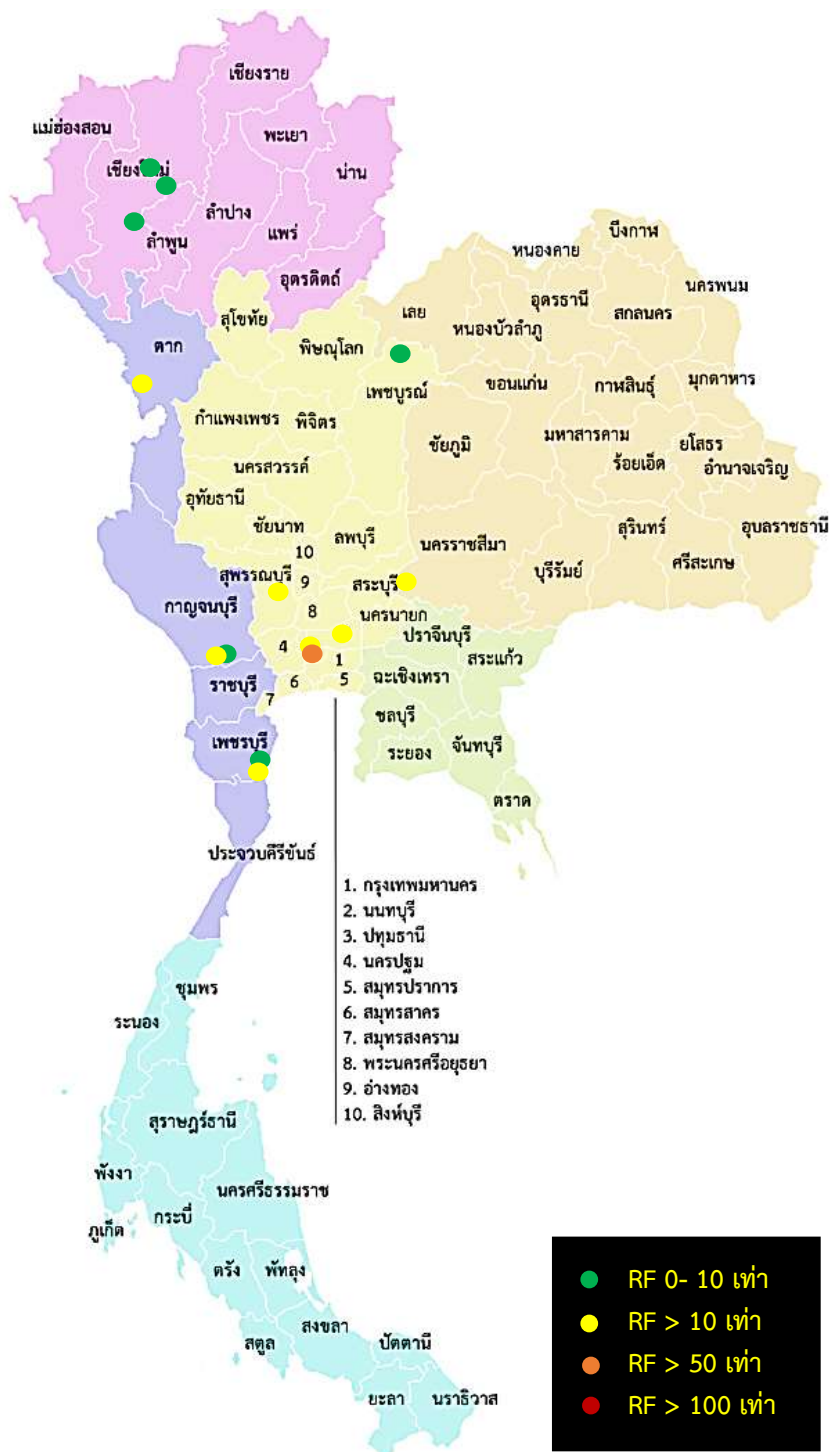 เชียงราย
แม่ฮ่องสอน
พะเยา
เชียงใหม่
น่าน
ลำปาง
ลำพูน
แพร่
อุตรดิตถ์
บึงกาฬ
หนองคาย
นครพนม
อุดรธานี
เลย
สกลนคร
หนองบัวลำภู
สุโขทัย
ตาก
พิษณุโลก
เพชบูรณ์
ขอนแก่น
กาฬสินธุ์
มุกดาหาร
กำแพงเพชร
พิจิตร
ชัยภูมิ
มหาสารคาม
ยโสธร
ร้อยเอ็ด
อำนาจเจริญ
นครสวรรค์
อุทัยธานี
ชัยนาท
ลพบุรี
นครราชสีมา
สุรินทร์
อุบลราชธานี
10
บุรีรัมย์
ศรีสะเกษ
สุพรรณบุรี
9
สระบุรี
กาญจนบุรี
8
นครนายก
ปราจีนบุรี
4
สระแก้ว
1
ราชบุรี
6
5
ฉะเชิงเทรา
7
ชลบุรี
เพชรบุรี
ระยอง
จันทบุรี
ตราด
ประจวบคีรีขันธ์
1. กรุงเทพมหานคร
2. นนทบุรี
3. ปทุมธานี
4. นครปฐม
5. สมุทรปราการ
6. สมุทรสาคร
7. สมุทรสงคราม
8. พระนครศรีอยุธยา
9. อ่างทอง
10. สิงห์บุรี
ชุมพร
ระนอง
สุราษฎร์ธานี
พังงา
นครศรีธรรมราช
กระบี่
ภูเก็ต
ตรัง
พัทลุง
สงขลา
สตูล
ปัตตานี
ยะลา
นราธิวาส
RF 0- 10 เท่า
RF > 10 เท่า
RF > 50 เท่า
RF > 100 เท่า